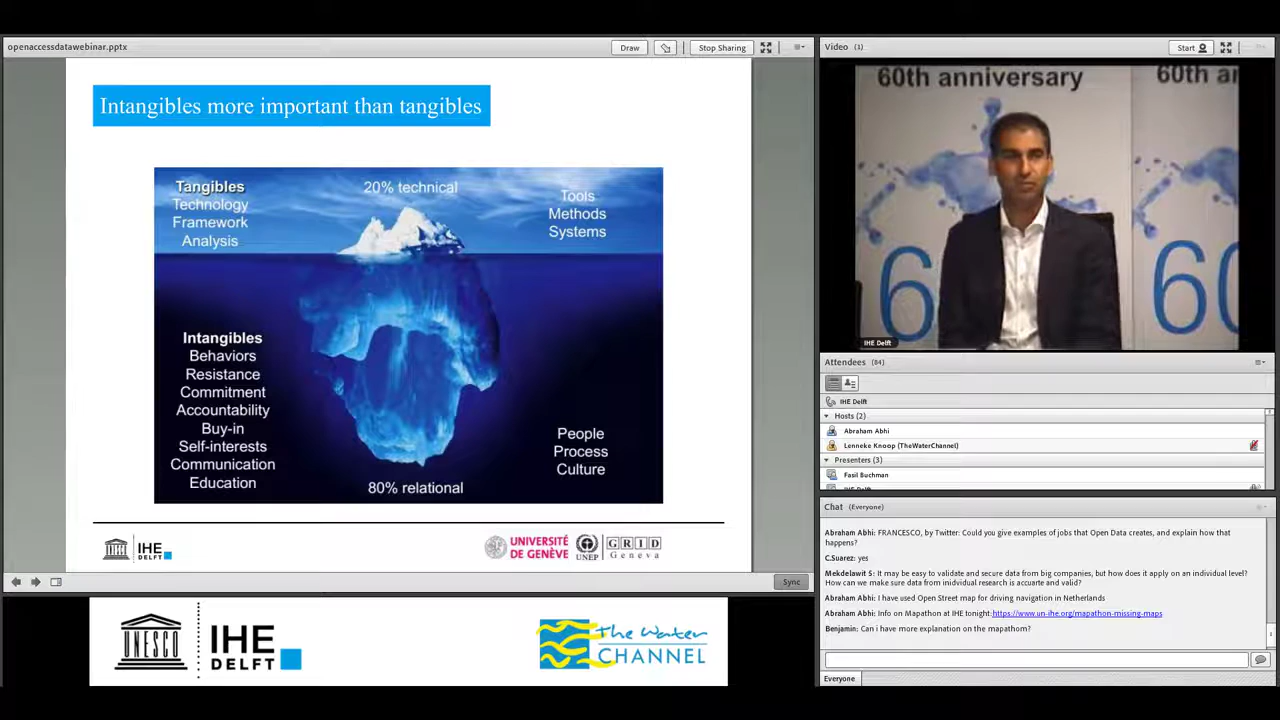 openaccessdatawebinar.pptx
Draw
Stop Sharing
Intangibles more important than tangibles
Tangibles
Technology
Framework
Analysis
20% technical
Tools
Methods
Systems
Intangibles
Behaviors
Resistance
Commitment
Accountability
Buy-in
Self-interests
Communication
Education
People
Process
Culture
80% relational
IHE
DELFT
UNIVERSITÉ
DE GENÈVE
UNEP
GRID
Geneva
Sync
UNESCO
IHE
DELFT
The Water
CHANNEL
Video (1)
Start
60th anniversary
60th an
6
60
IHE Delft
Attendees (84)
IHE Delft
Hosts (2)
Abraham Abhi
Lenneke Knoop (TheWaterChannel)
Presenters (3)
Fasil Buchman
IHE Delft
Chat (Everyone)
Abraham Abhi: FRANCESCO, by Twitter: Could you give examples of jobs that Open Data creates, and explain how that
happens?
C.Suarez: yes
Mekdelawit S: It may be easy to validate and secure data from big companies, but how does it apply on an individual level?
How can we make sure data from inidvidual research is accuarte and valid?
Abraham Abhi: I have used Open Street map for driving navigation in Netherlands
Abraham Abhi: Info on Mapathon at IHE tonight:https://www.un-ihe.org/mapathon-missing-maps
Benjamin: Can i have more explanation on the mapathom?
Everyone